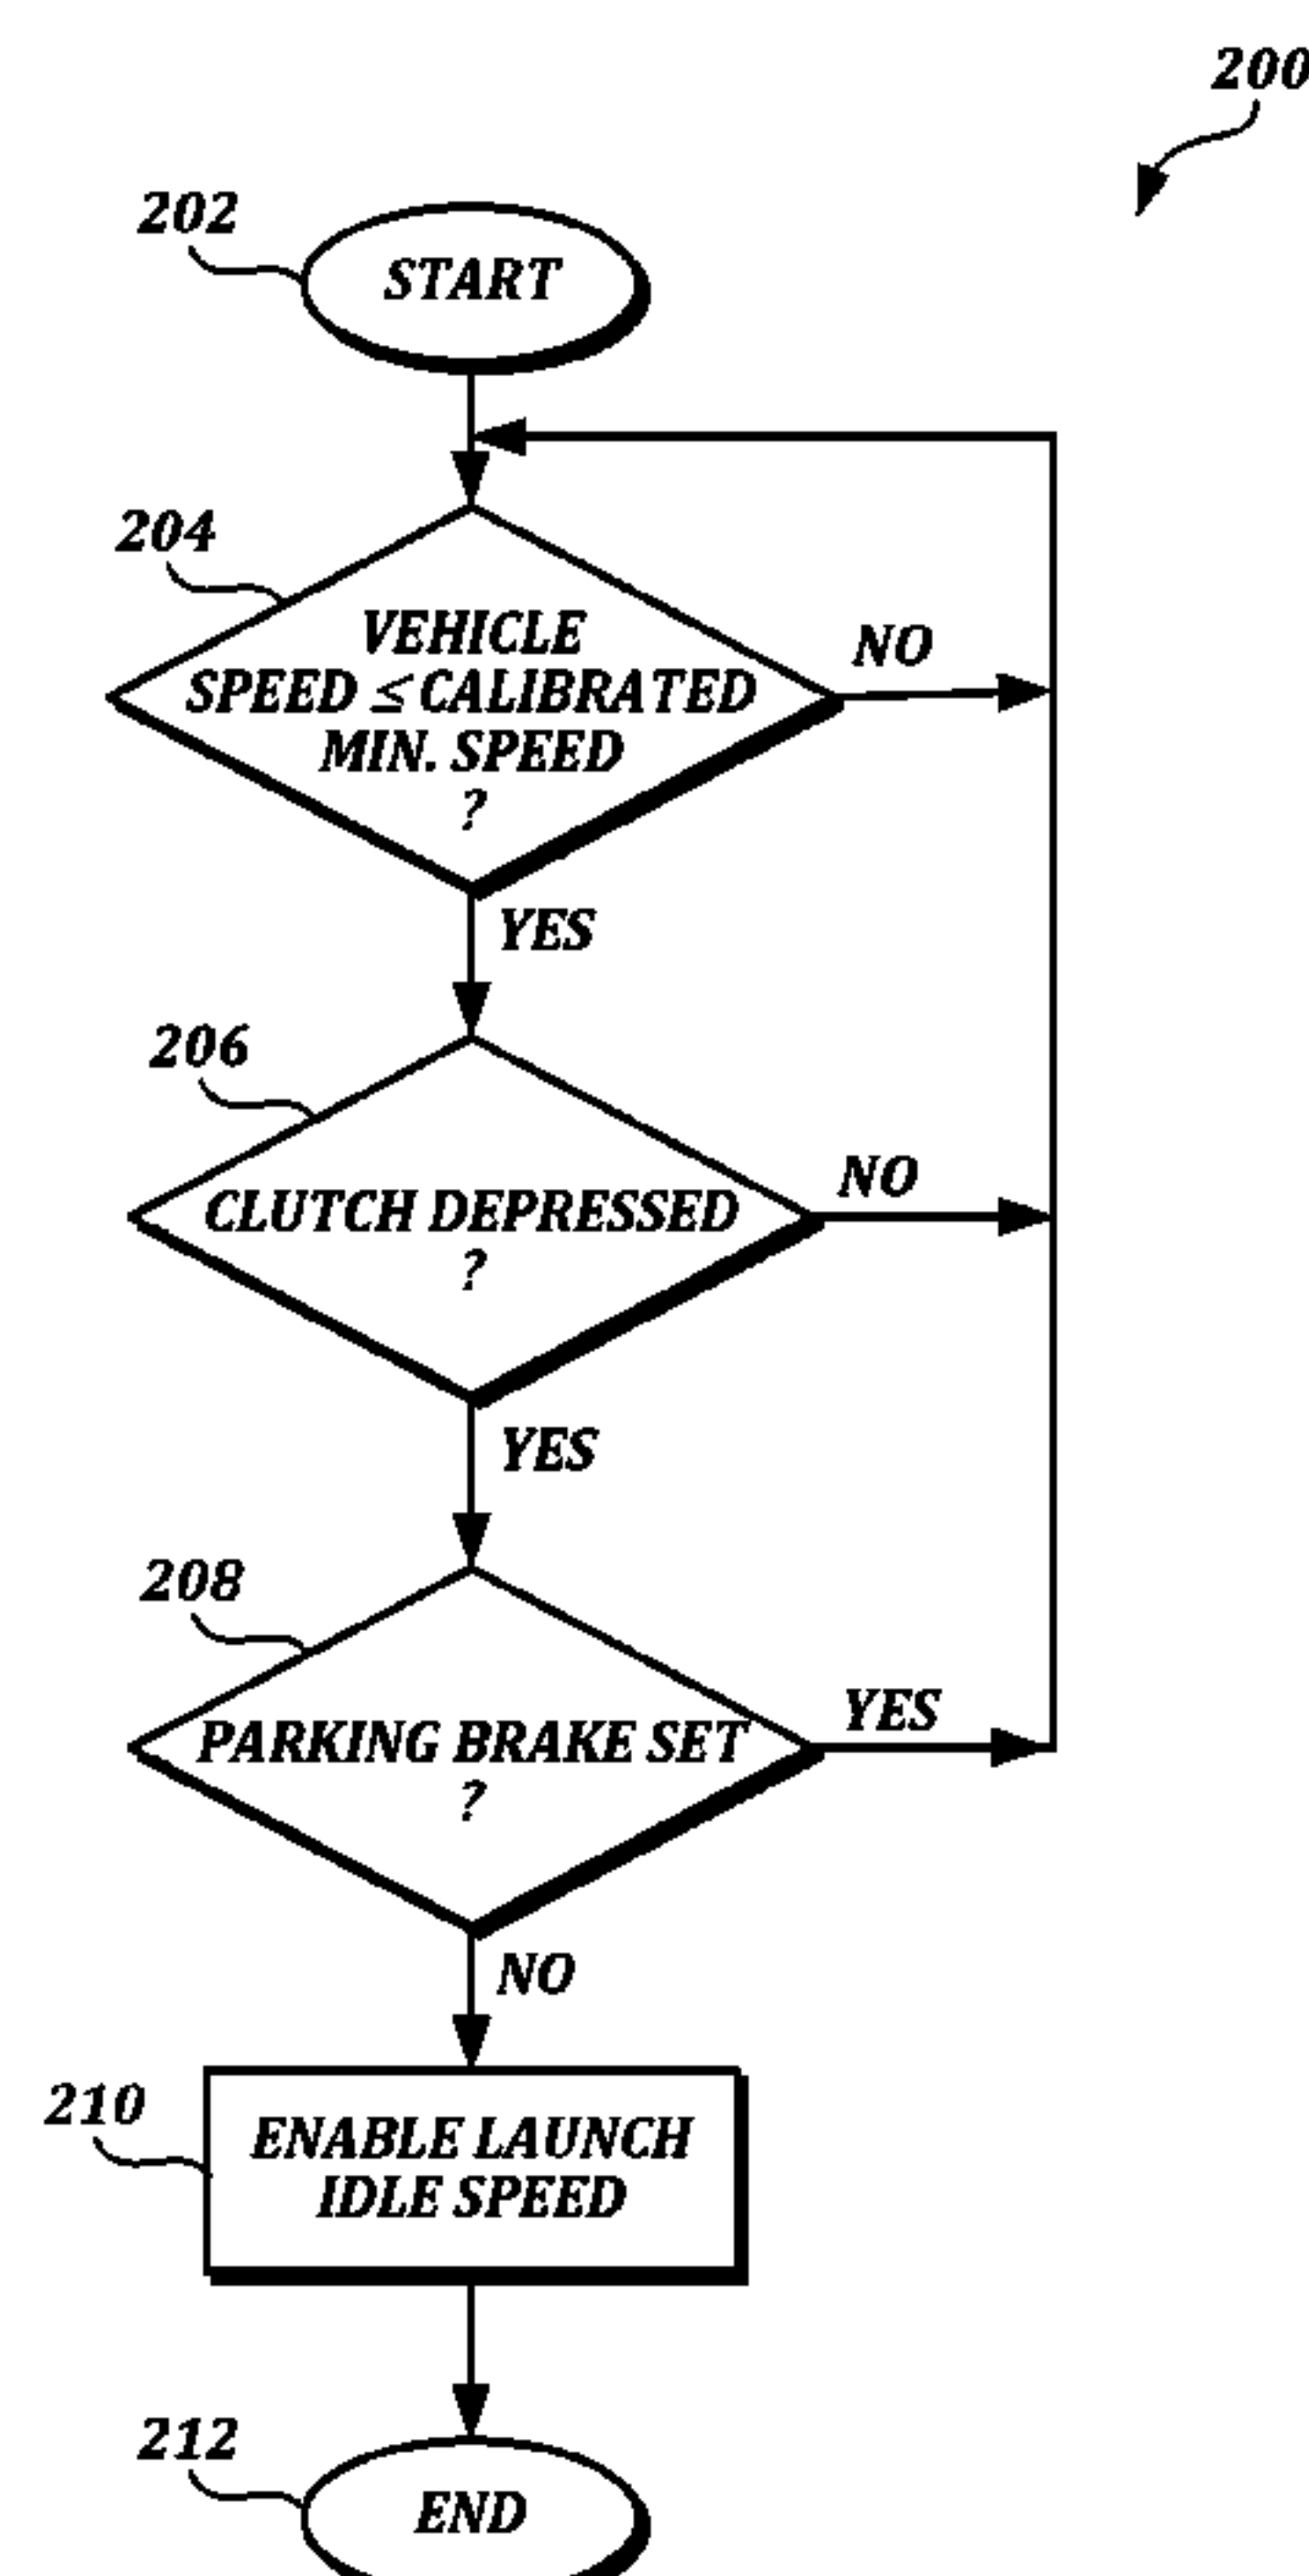 200
202
START
204
VEHICLE
SPEED ≤ CALIBRATED
MIN. SPEED
?
NO
YES
206
CLUTCH DEPRESSED
?
NO
YES
208
PARKING BRAKE SET
?
YES
NO
210
ENABLE LAUNCH
IDLE SPEED
212
END